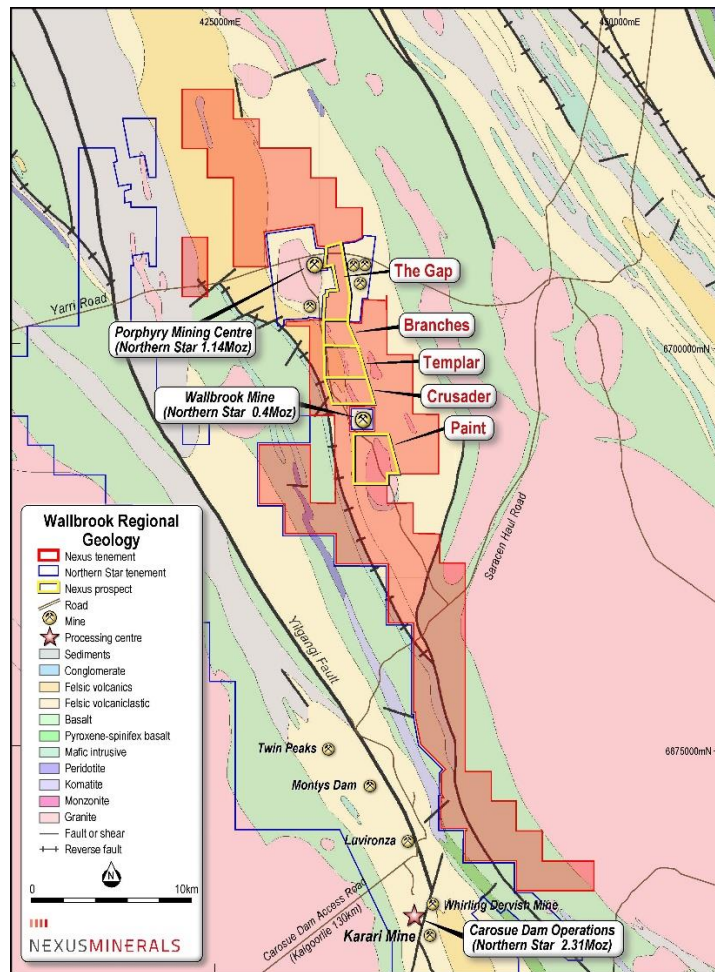 425000mE
450000mE
The Gap
Yarri Road
Branches
Porphyry Mining Centre
(Northern Star 1.14Moz)
6700000mN
Templar
Wallbrook Mine
(Northern Star 0.4Moz)
Crusader
Paint
Wallbrook Regional
Geology
Nexus tenement
Northern Star tenement
Nexus prospect
Road
Mine
Processing centre
Sediments
Conglomerate
Felsic volcanics
Felsic volcaniclastic
Basalt
Pyroxene-spinifex basalt
Mafic intrusive
Peridotite
Komatite
Monzonite
Granite
Fault or shear
Reverse fault
N
0
10km
NEXUSMINERALS
Saracen Haul Road
Yilgangi Fault
Twin Peaks
6675000mN
Montys Dam
Luvironza
Carosue Dam Access Road
(Kalgoorlie 130km)
Whirling Dervish Mine
Karari Mine
Carosue Dam Operations
(Northern Star 2.31Moz)